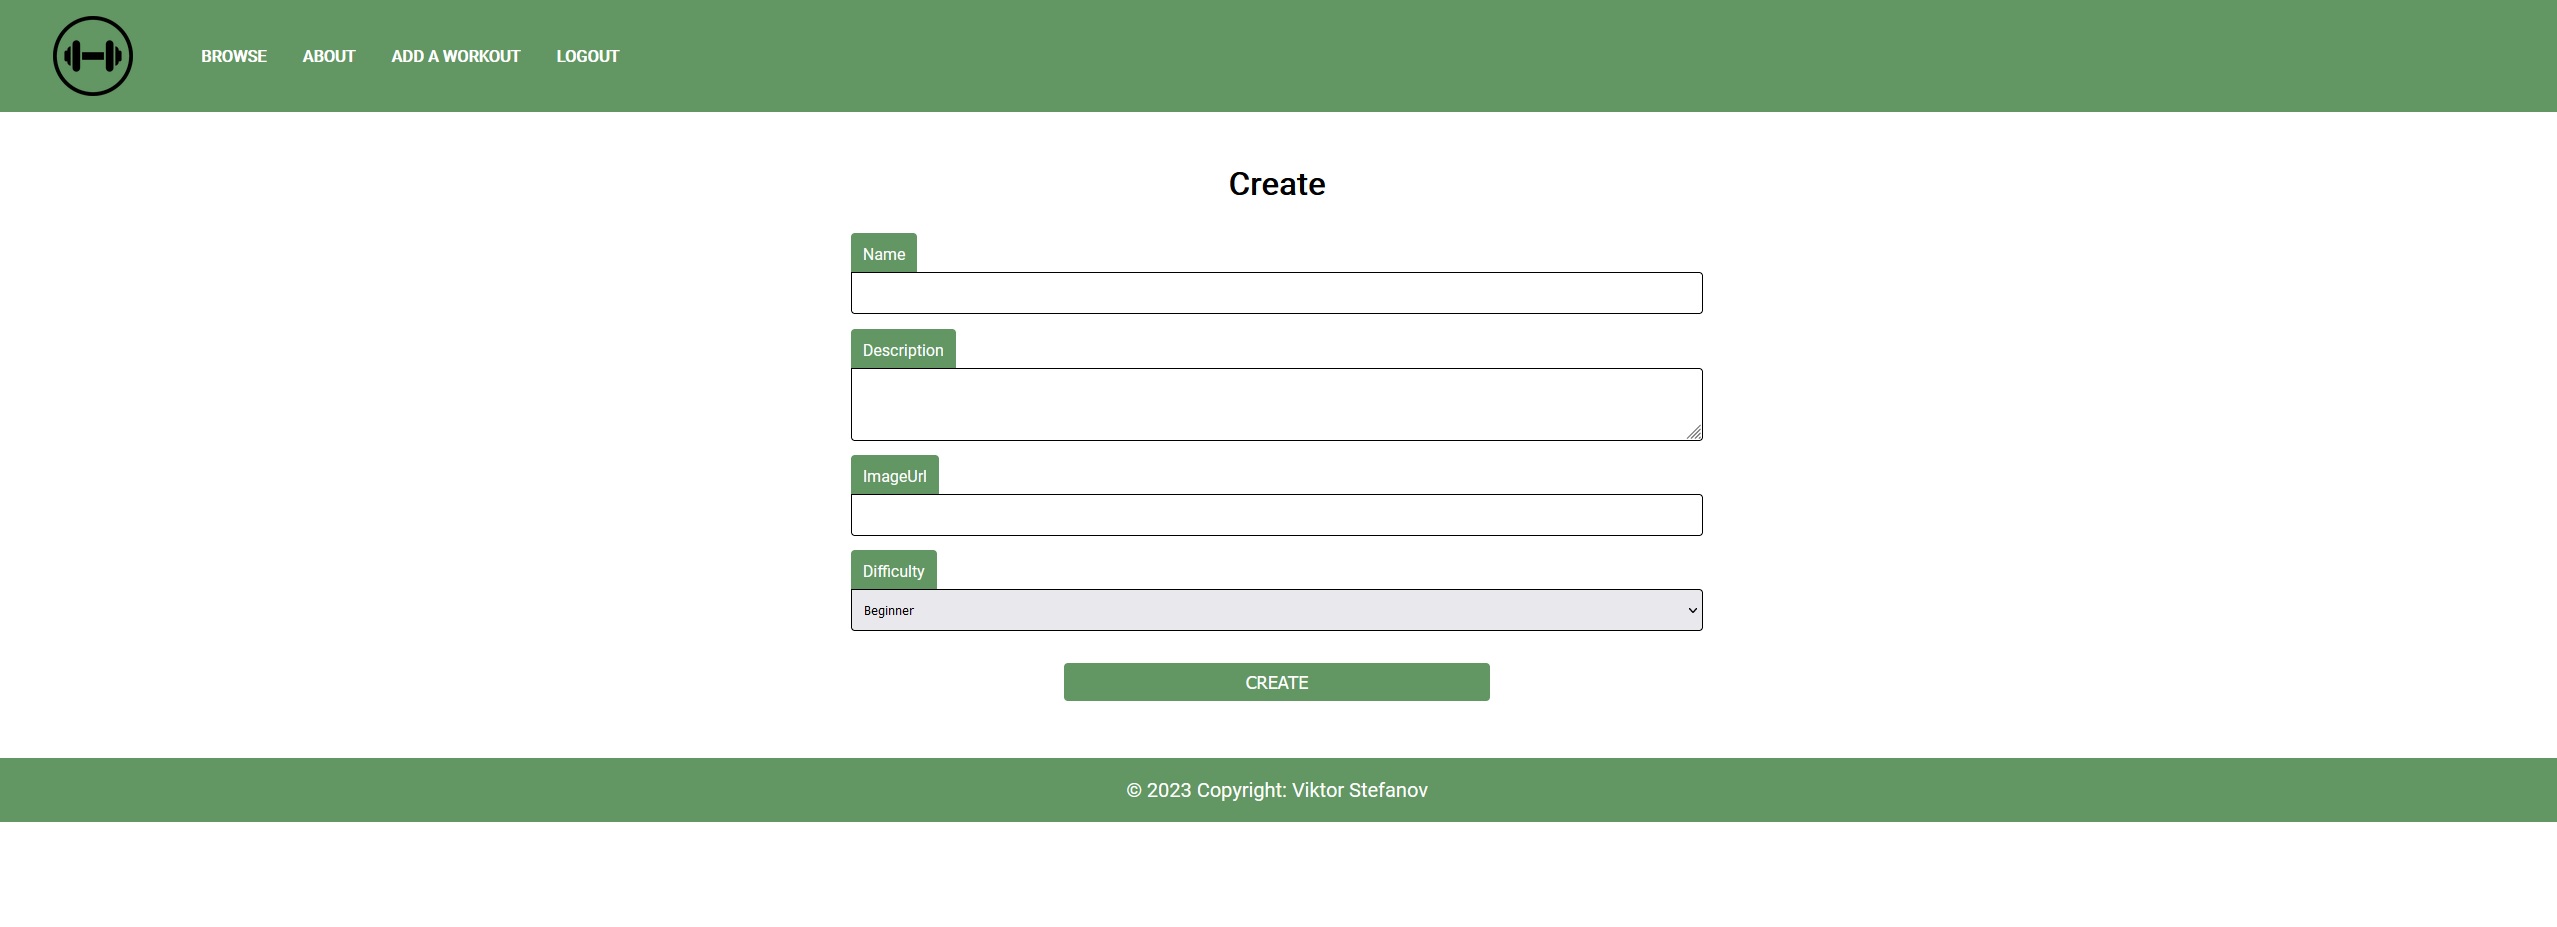 BROWSE ABOUT ADD A WORKOUT LOGOUT
Create
Name
Description
ImageUrl
Difficulty
Beginner
CREATE
© 2023 Copyright: Viktor Stefanov